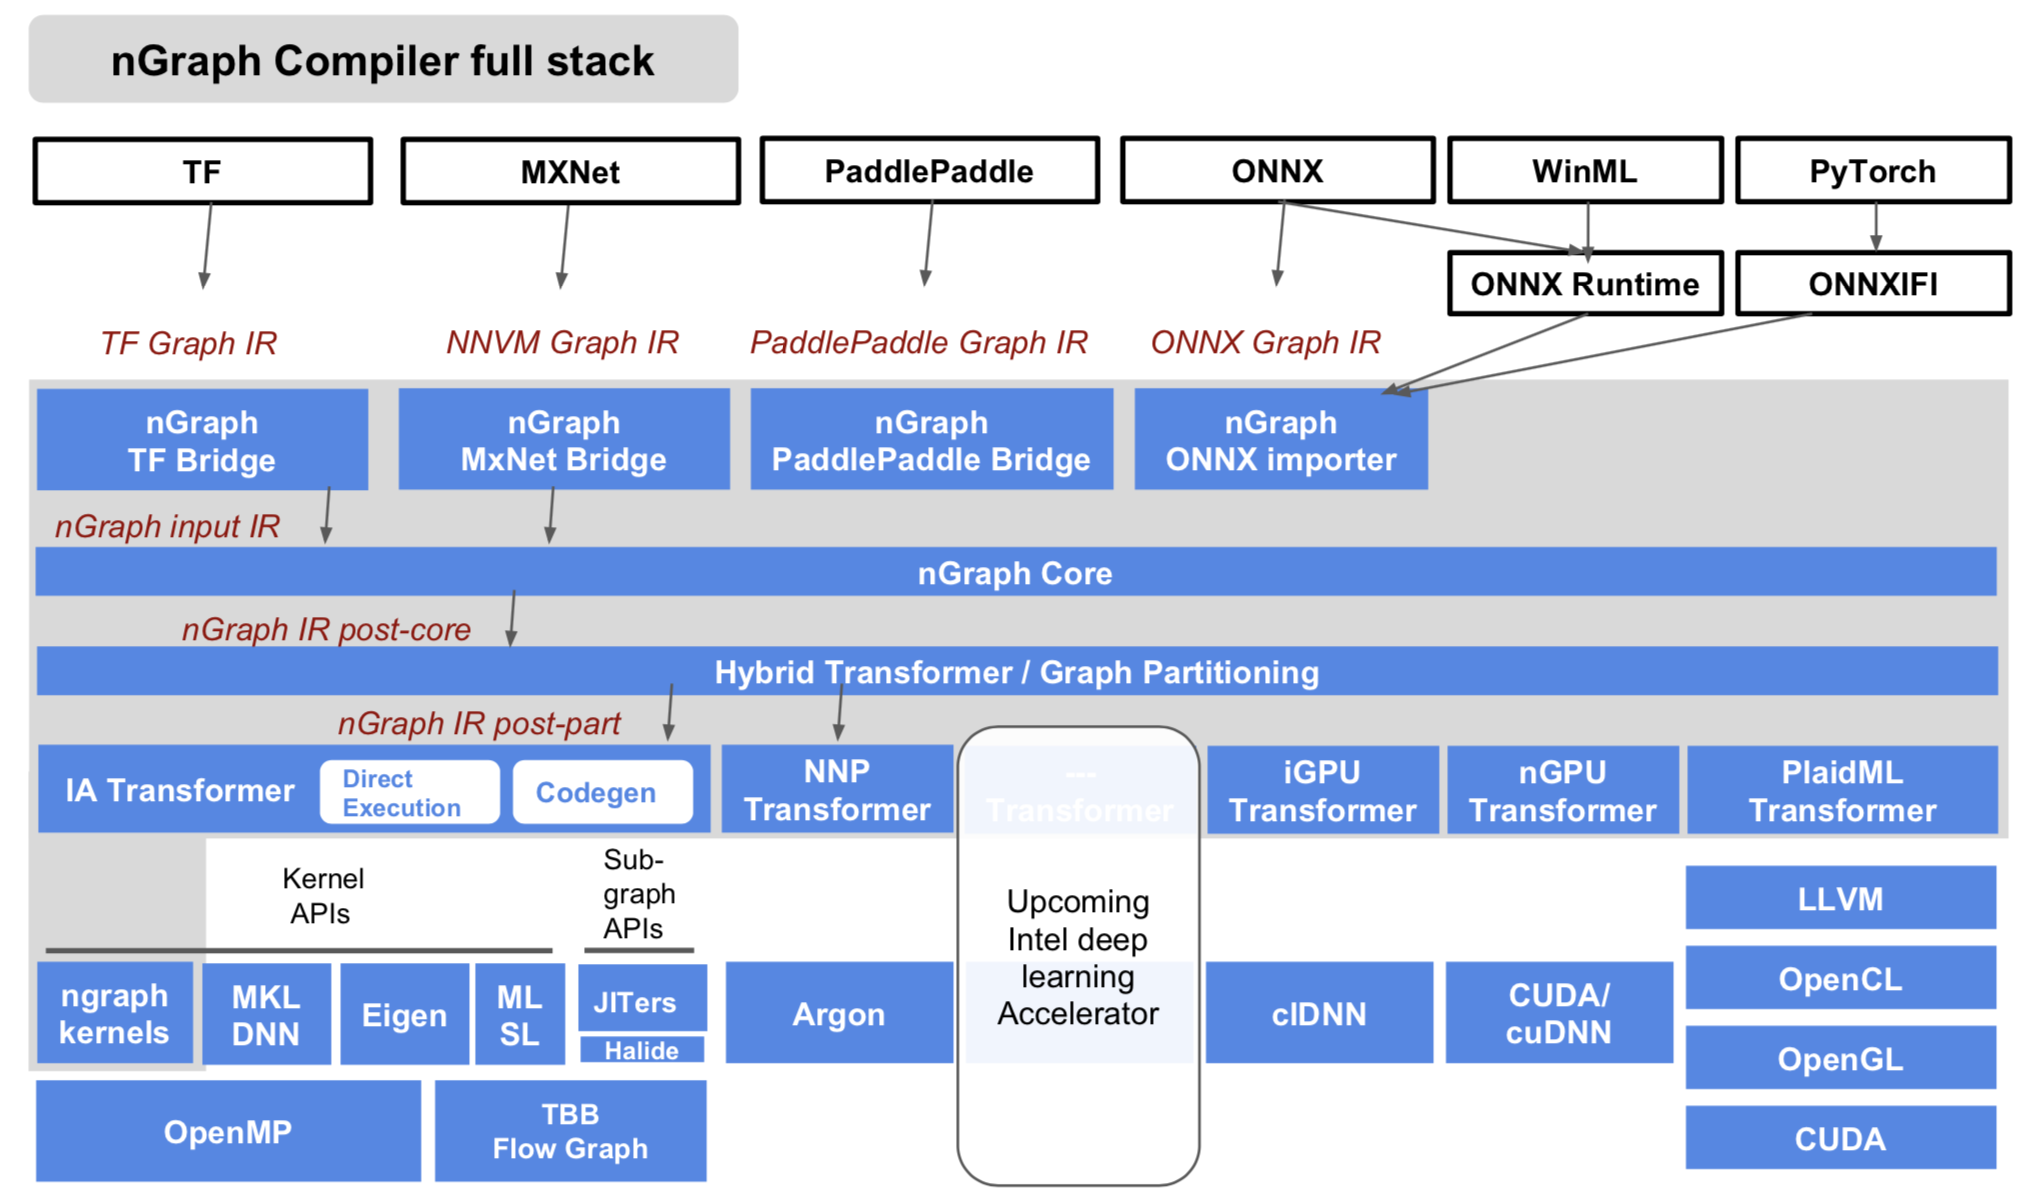 nGraph Compiler full stack
TF
MXNet
PaddlePaddle
ONNX
WinML
PyTorch
ONNX Runtime
ONNXIFI
TF Graph IR
NNVM Graph IR
PaddlePaddle Graph IR
ONNX Graph IR
nGraph
TF Bridge
nGraph
MxNet Bridge
nGraph
PaddlePaddle Bridge
nGraph
ONNX importer
nGraph input IR
nGraph Core
nGraph IR post-core
Hybrid Transformer / Graph Partitioning
nGraph IR post-part
IA Transformer
Direct
Execution
Codegen
NNP
Transformer
---
Transformer
iGPU
Transformer
nGPU
Transformer
PlaidML
Transformer
Kernel
APIs
Sub-
graph
APIs
Upcoming
Intel deep
learning
Accelerator
ngraph
kernels
MKL
DNN
Eigen
ML
SL
JITers
Halide
Argon
clDNN
CUDA/
cuDNN
LLVM
OpenCL
OpenGL
CUDA
OpenMP
TBB
Flow Graph